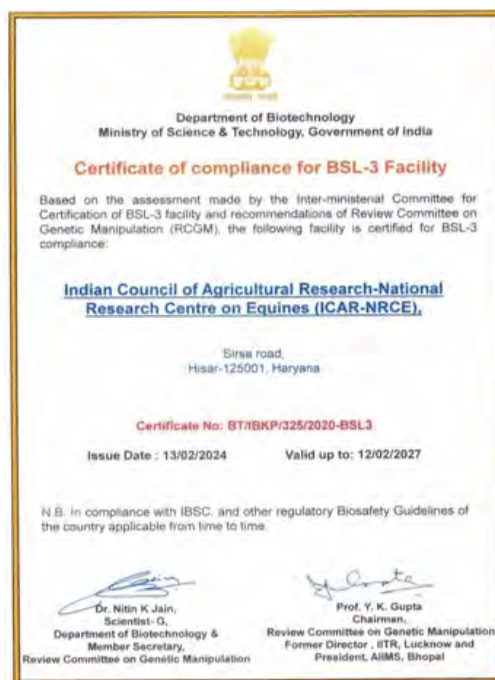 Department of Biotechnology
Ministry of Science & Technology, Government of India
Certificate of compliance for BSL-3 Facility
Based on the assessment made by the Inter-ministerial Committee for
Certification of BSL-3 facility and recommendations of Review Committee on
Genetic Manipulation (RCGM), the following facility is certified for BSL-3
compliance:
Indian Council of Agricultural Research-National
Research Centre on Equines (ICAR-NRCE),
Sirsa road,
Hisar-125001, Haryana
Certificate No: BT/IBKP/325/2020-BSL3
Issue Date : 13/02/2024 Valid up to: 12/02/2027
N.B. In compliance with IBSC, and other regulatory Biosafety Guidelines of
the country applicable from time to time.
Dr. Nitin K Jain,
Scientist- G,
Department of Biotechnology &
Member Secretary,
Review Committee on Genetic Manipulation
Prof. Y. K. Gupta
Chairman,
Review Committee on Genetic Manipulation
Former Director , IITR, Lucknow and
President, AIIMS, Bhopal